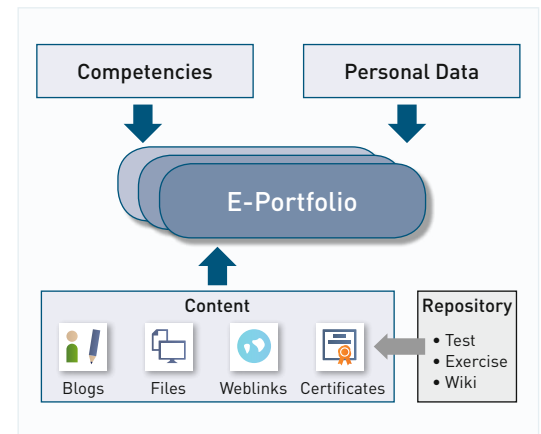 Competencies
Personal Data
E-Portfolio
Content
Blogs
Files
Weblinks
Certificates
Repository
• Test
• Exercise
• Wiki